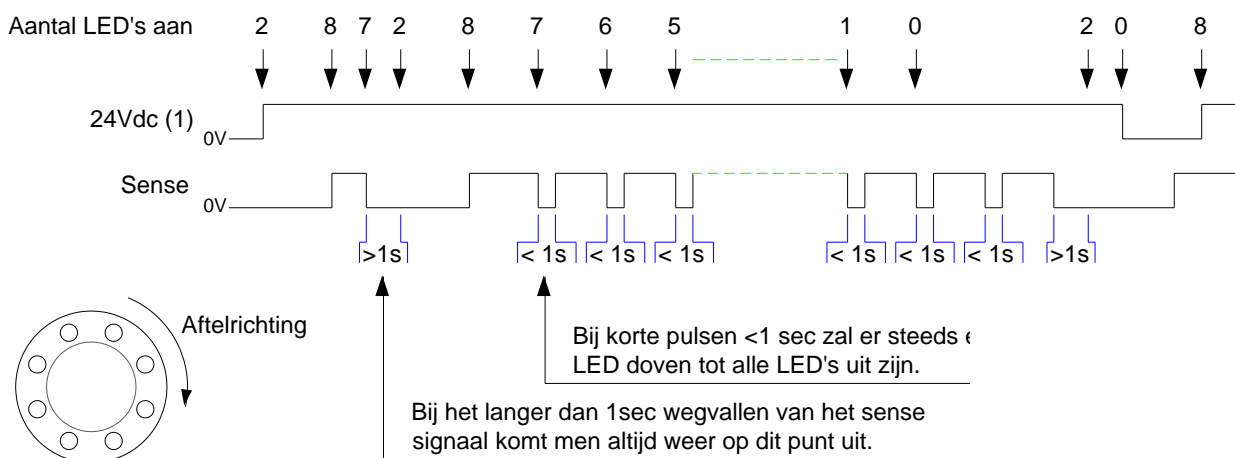 Aantal LED's aan 2 8 7 2 8 7 6 5 1 0 2 0 8
24Vdc (1)
0V
Sense
0V
>1s < 1s < 1s < 1s < 1s < 1s < 1s >1s
Aftelrichting
Bij korte pulsen <1 sec zal er steeds
LED doven tot alle LED's uit zijn.
Bij het langer dan 1sec wegvallen van het sense
signaal komt men altijd weer op dit punt uit.